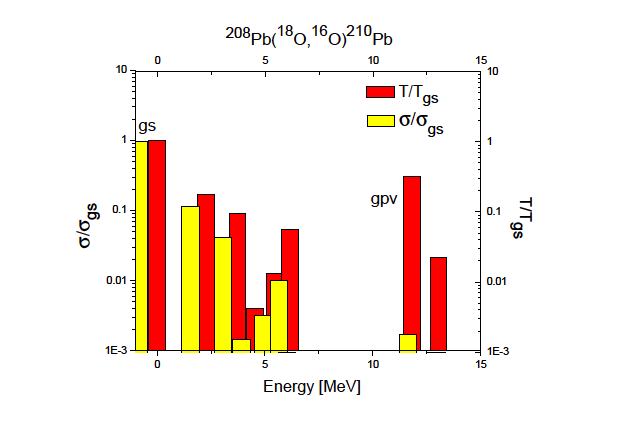 ²⁰⁸Pb(¹⁸O,¹⁶O)²¹⁰Pb
0 5 10 15
10 10
T/Tgs
σ/σgs
gs
1 1
gpv
0.1 0.1
σ/σgs
T/Tgs
0.01 0.01
1E-3 1E-3
0 5 10 15
Energy [MeV]